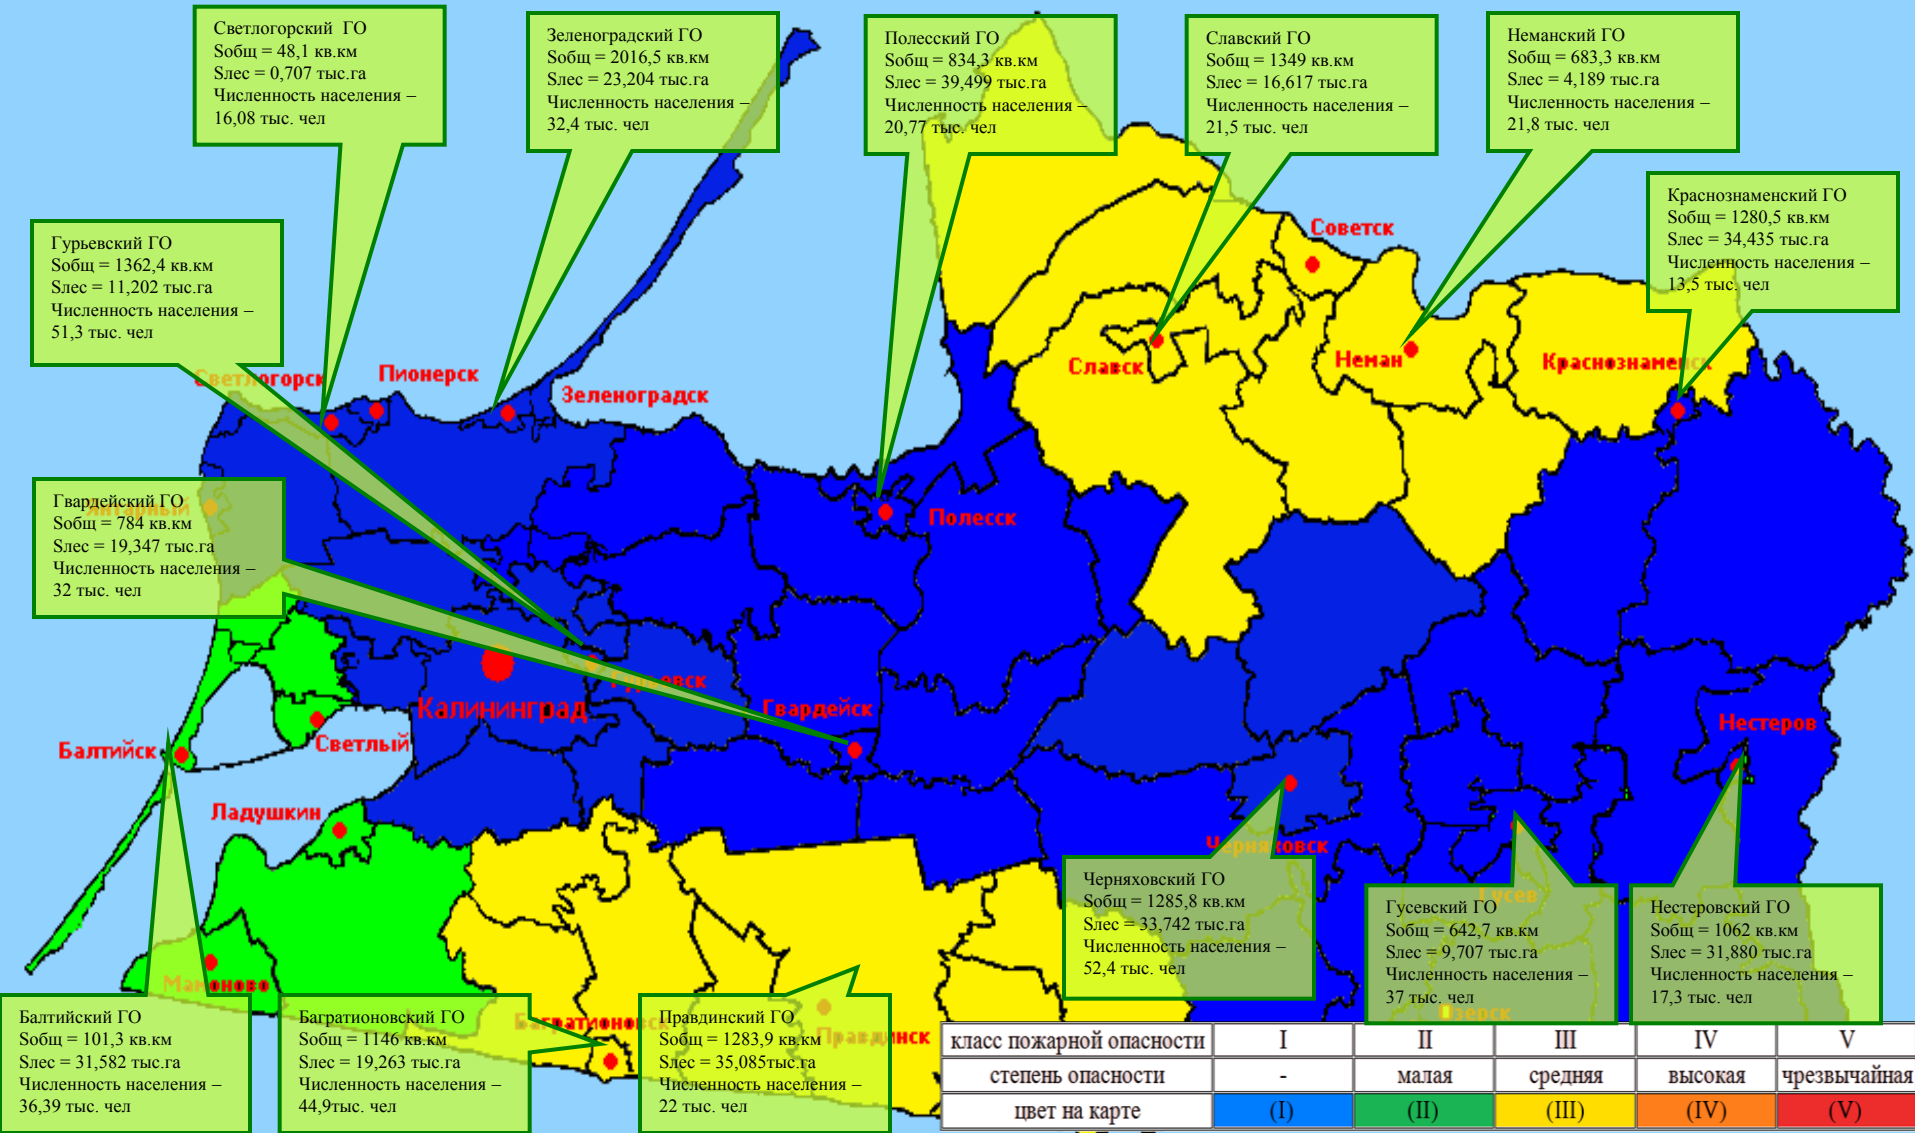 Светлогорский ГО
Sобщ = 48,1 кв.км
Sлес = 0,707 тыс.га
Численность населения –
16,08 тыс. чел
Зеленоградский ГО
Sобщ = 2016,5 кв.км
Sлес = 23,204 тыс.га
Численность населения –
32,4 тыс. чел
Полесский ГО
Sобщ = 834,3 кв.км
Sлес = 39,499 тыс.га
Численность населения –
20,77 тыс. чел
Славский ГО
Sобщ = 1349 кв.км
Sлес = 16,617 тыс.га
Численность населения –
21,5 тыс. чел
Неманский ГО
Sобщ = 683,3 кв.км
Sлес = 4,189 тыс.га
Численность населения –
21,8 тыс. чел
Краснознаменский ГО
Sобщ = 1280,5 кв.км
Sлес = 34,435 тыс.га
Численность населения –
13,5 тыс. чел
Гурьевский ГО
Sобщ = 1362,4 кв.км
Sлес = 11,202 тыс.га
Численность населения –
51,3 тыс. чел
Советск
Славск
Неман
Краснознаменск
Светлогорск
Пионерск
Зеленоградск
Гвардейский ГО
Sобщ = 784 кв.км
Sлес = 19,347 тыс.га
Численность населения –
32 тыс. чел
Янтарный
Полесск
Гурьевск
Калининград
Гвардейск
Нестеров
Балтийск
Светлый
Ладушкин
Черняховск
Черняховский ГО
Sобщ = 1285,8 кв.км
Sлес = 33,742 тыс.га
Численность населения –
52,4 тыс. чел
Гусев
Гусевский ГО
Sобщ = 642,7 кв.км
Sлес = 9,707 тыс.га
Численность населения –
37 тыс. чел
Нестеровский ГО
Sобщ = 1062 кв.км
Sлес = 31,880 тыс.га
Численность населения –
17,3 тыс. чел
Мамоново
Багратионовск
Правдинск
Балтийский ГО
Sобщ = 101,3 кв.км
Sлес = 31,582 тыс.га
Численность населения –
36,39 тыс. чел
Багратионовский ГО
Sобщ = 1146 кв.км
Sлес = 19,263 тыс.га
Численность населения –
44,9тыс. чел
Правдинский ГО
Sобщ = 1283,9 кв.км
Sлес = 35,085тыс.га
Численность населения –
22 тыс. чел
класс пожарной опасности I II III IV V
степень опасности - малая средняя высокая чрезвычайная
цвет на карте (I) (II) (III) (IV) (V)